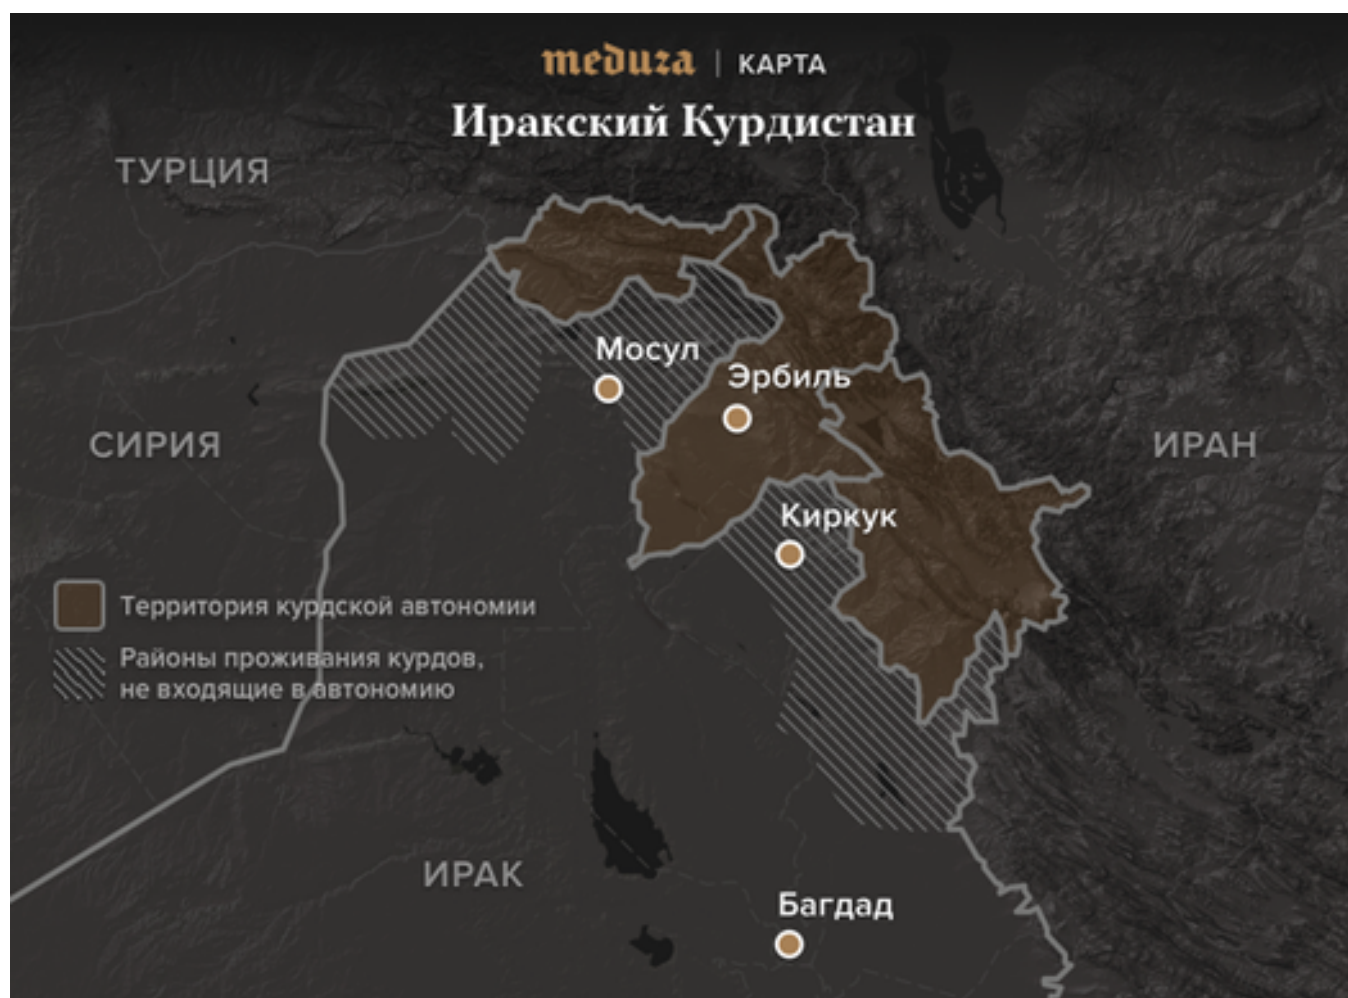 meduza | КАРТА
Иракский Курдистан
ТУРЦИЯ
Мосул
Эрбиль
СИРИЯ
ИРАН
Киркук
Территория курдской автономии
Районы проживания курдов,
не входящие в автономию
ИРАК
Багдад